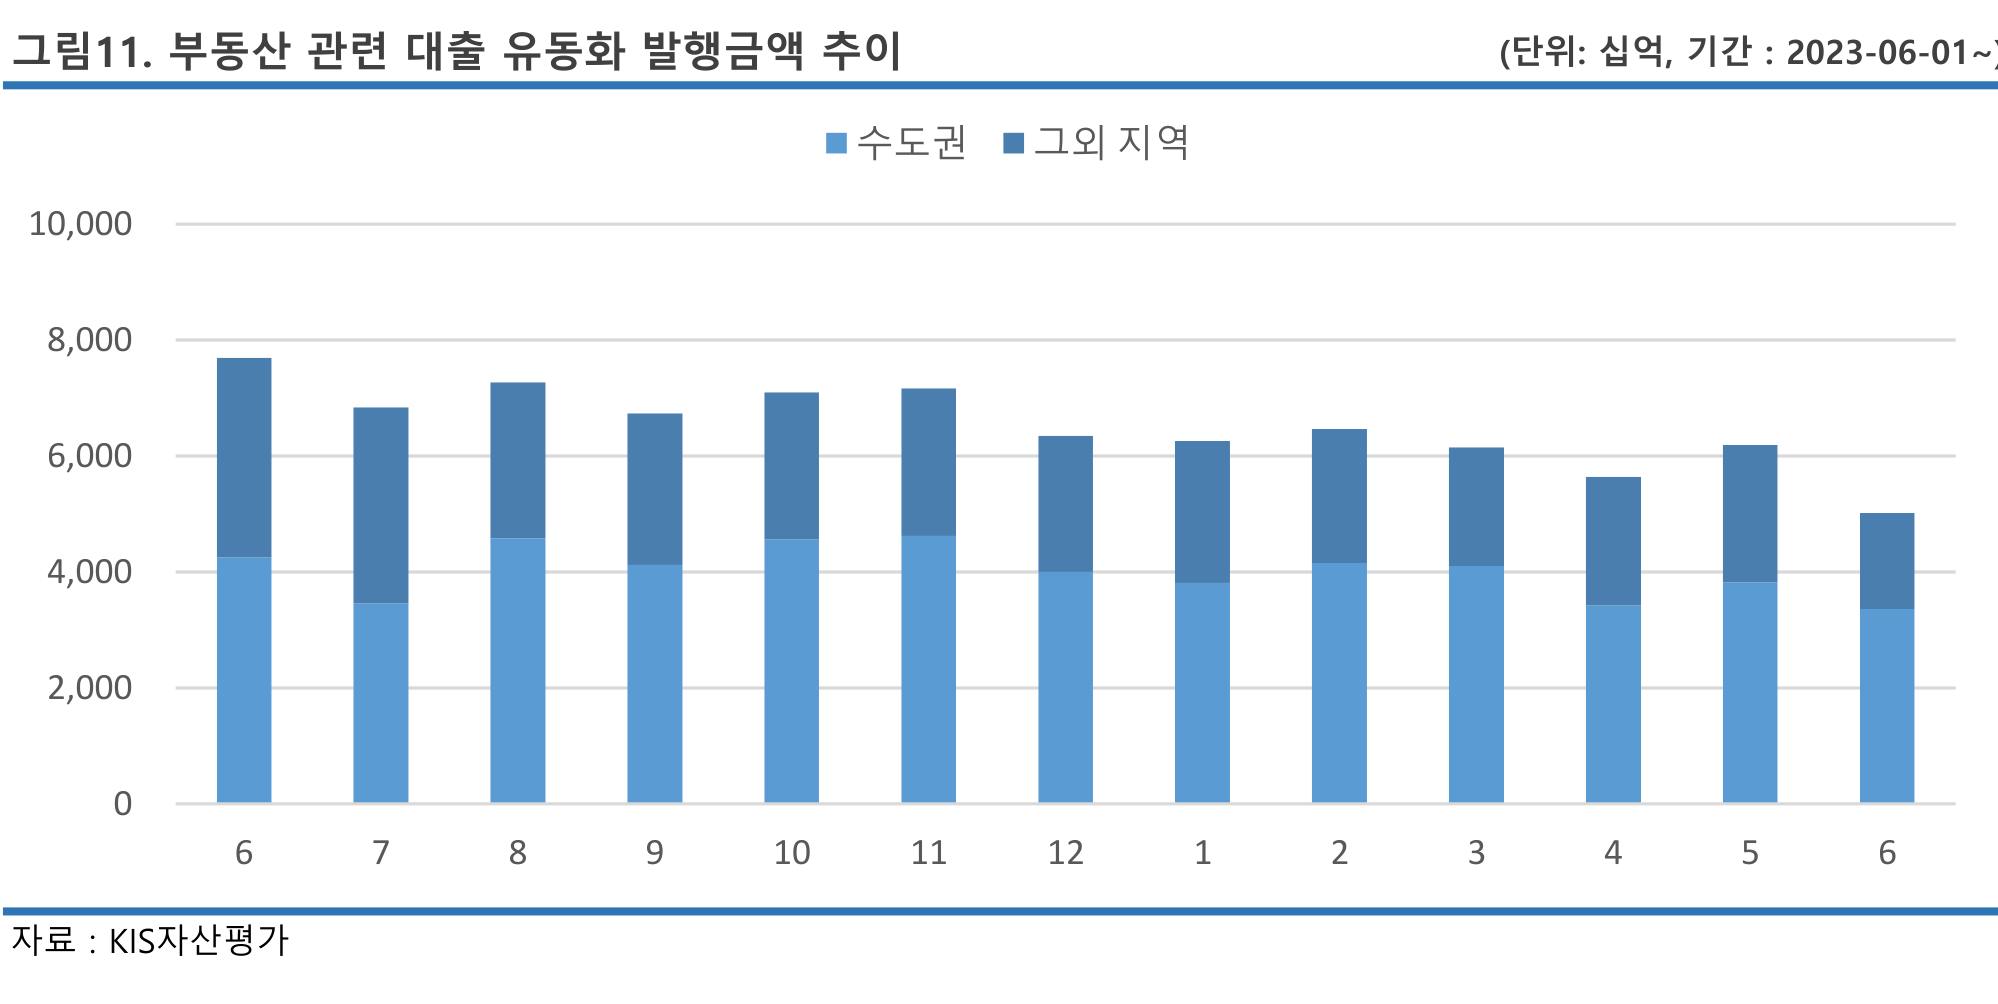 그림11. 부동산 관련 대출 유동화 발행금액 추이
(단위: 십억, 기간 : 2023-06-01~)
수도권 그외 지역
10,000
8,000
6,000
4,000
2,000
0
6 7 8 9 10 11 12 1 2 3 4 5 6
자료 : KIS자산평가